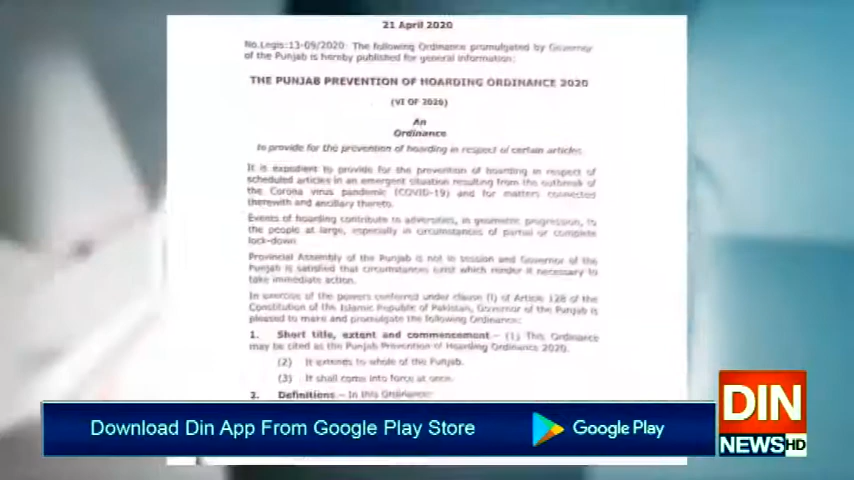 21 April 2020
No.Legis:13-09/2020. The following Ordinance promulgated by Governor
of the Punjab is hereby published for general information:
THE PUNJAB PREVENTION OF HOARDING ORDINANCE 2020
(VI OF 2020)
An
Ordinance
to provide for the prevention of hoarding in respect of certain articles.
It is expedient to provide for the prevention of hoarding in respect of
scheduled articles in an emergent situation resulting from the outbreak of
the Corona virus pandemic (COVID-19) and for matters connected
therewith and ancillary thereto.
Events of hoarding contribute to adversities, in geometric progression, to
the people at large, especially in circumstances of partial or complete
lock-down.
Provincial Assembly of the Punjab is not in session and Governor of the
Punjab is satisfied that circumstances exist which render it necessary to
take immediate action.
In exercise of the powers conferred under clause (I) of Article 128 of the
Constitution of the Islamic Republic of Pakistan, Governor of the Punjab is
pleased to make and promulgate the following Ordinance:
1. Short title, extent and commencement.– (1) This Ordinance
may be cited as the Punjab Prevention of Hoarding Ordinance 2020.
(2) It extends to whole of the Punjab.
(3) It shall come into force at once.
2. Definitions.– In this Ordinance:
Download Din App From Google Play Store
Google Play
DIN
NEWS HD